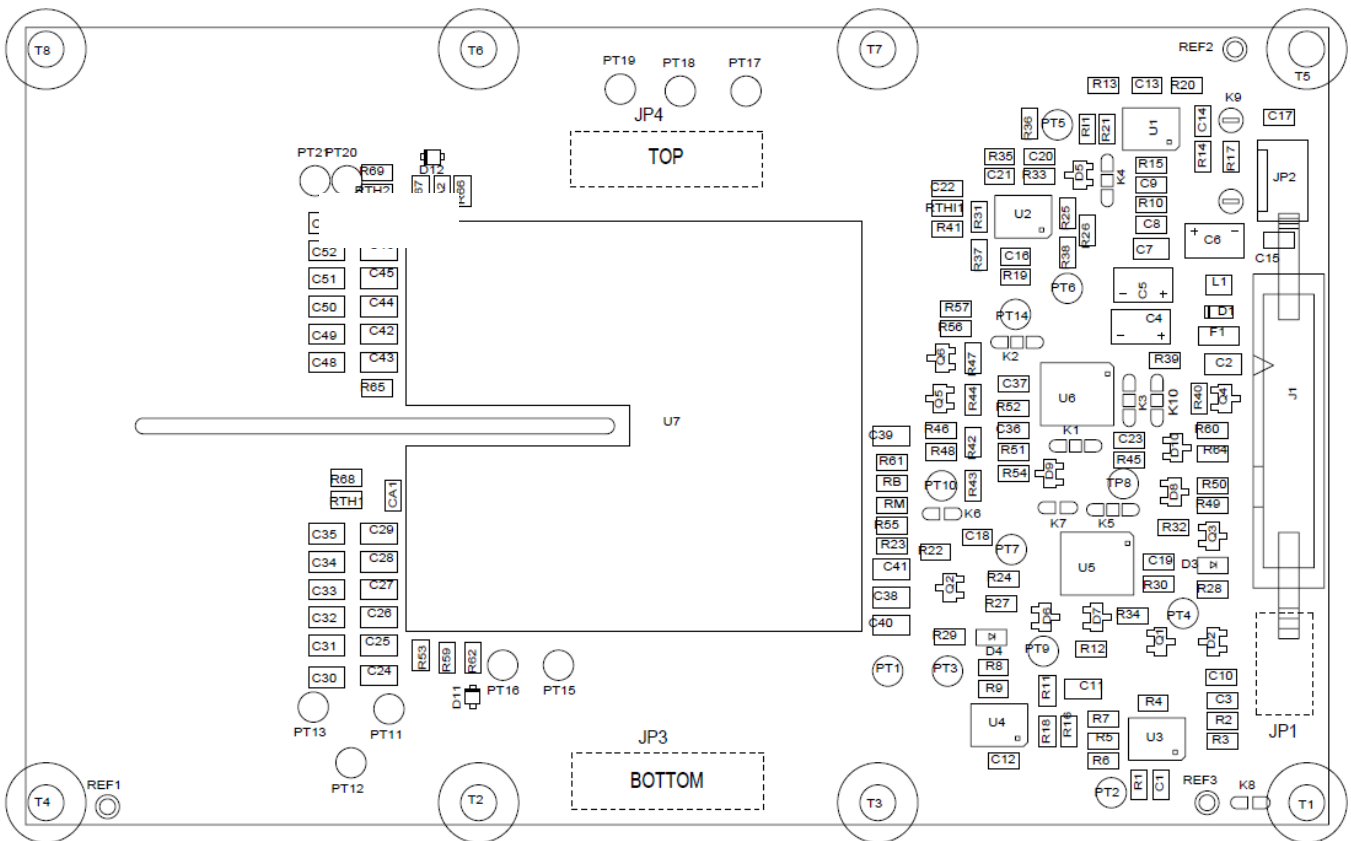 T8
T6
T7
REF2
T5
PT19 PT18 PT17
JP4
TOP
R13 C13 R20
K9
R36
PT5
RI1
R21
U1
C14
C17
R14
R17
PT21 PT20
R69
RTH2
D12
R66
R35 C20
C21 R33
D5
K4
R15
C9
R10
C8
C7
JP2
C22
RTHI1
R41
R31
U2
R25
R26
R37
C16
R19
R38
C6
C15
C52
C51 C45
C50 C44
C49 C42
C48 C43
R65
PT6
C5
L1
D1
R57
R56
PT14
C4
F1
K2
Q6
R47
R39
C2
Q5
R44
C37
R52
U6
K3
K10
R40
Q4
J1
U7
C39
R46
R48
R42
C36
R51
K1
C23
R45
D10
R60
R64
R61
RB
RM
R55
R23
C41
C38
C40
PT10
R43
R54
D9
TP8
D8
R50
R49
K6
K7
K5
R68
RTH1
CA1
C35 C29
C34 C28
C33 C27
C32 C26
C31 C25
C30 C24
R22
C18
PT7
U5
R32
Q3
C19
R30
D3
R28
Q2
R24
R27
D6
D7
R34
PT4
R29
D4
PT9
R12
Q1
D2
R53
R59
R62
D11
PT16 PT15
PT1 PT3
R8
R9
R11
C11
C10
C3
R2
R3
R4
PT13 PT11
PT12
U4
R18
R16
R7
R5
R6
U3
JP1
C12
JP3
BOTTOM
PT2
R1
C1
REF3
K8
REF1
T4
T2
T3
T1